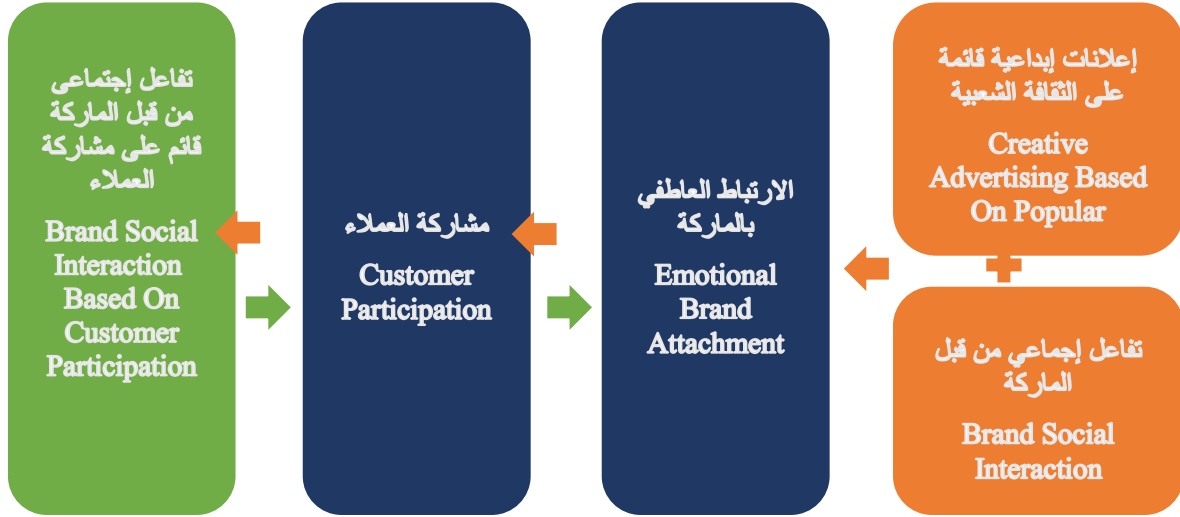 إعلانات إبداعية قائمة
على الثقافة الشعبية
Creative
Advertising Based
On Popular
تفاعل إجماعي من قبل
الماركة
Brand Social
Interaction
الارتباط العاطفي
بالماركة
Emotional
Brand
Attachment
مشاركة العملاء
Customer
Participation
تفاعل إجتماعى
من قبل الماركة
قائم على مشاركة
العملاء
Brand Social
Interaction
Based On
Customer
Participation